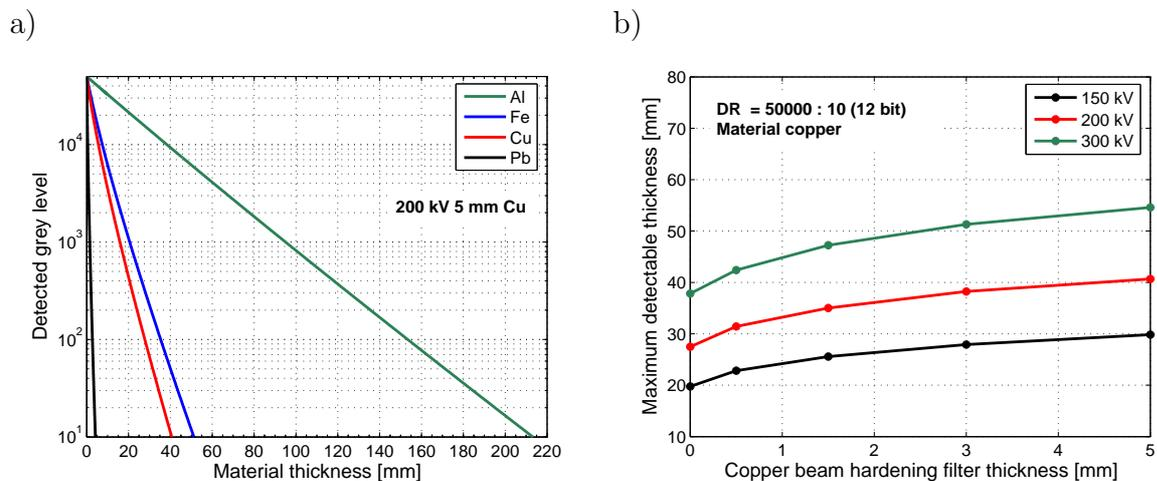 a)
10^4
10^3
10^2
10^1
Detected grey level
Al
Fe
Cu
Pb
200 kV 5 mm Cu
0 20 40 60 80 100 120 140 160 180 200 220
Material thickness [mm]
b)
80
70
60
50
40
30
20
10
Maximum detectable thickness [mm]
DR = 50000 : 10 (12 bit)
Material copper
150 kV
200 kV
300 kV
0 1 2 3 4 5
Copper beam hardening filter thickness [mm]